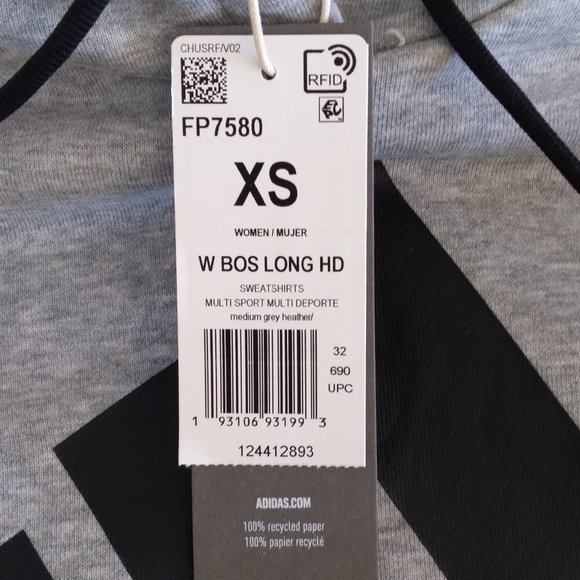 CHUSRF/V02
RFID
FP7580
XS
WOMEN / MUJER
W BOS LONG HD
SWEATSHIRTS
MULTI SPORT MULTI DEPORTE
medium grey heather/
32
690
UPC
1 93106 93199 3
124412893
ADIDAS.COM
100% recycled paper
100% papier recyclé